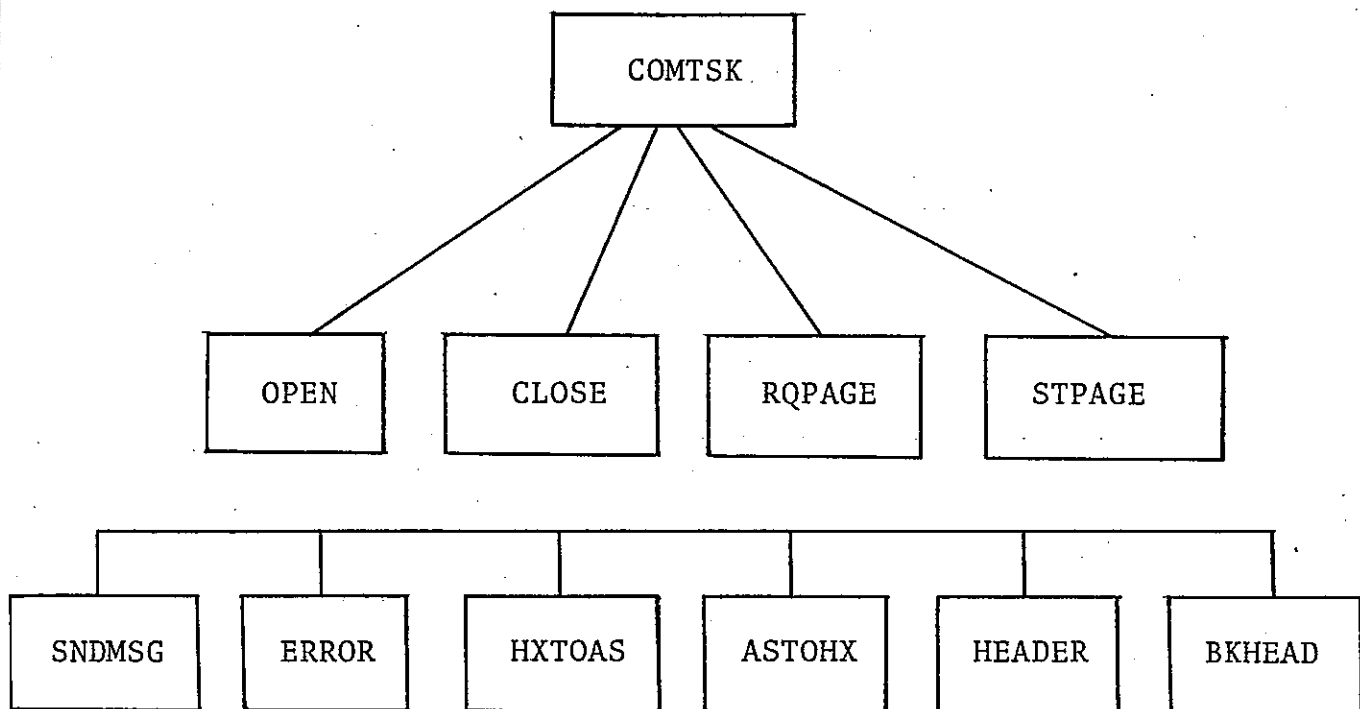 COMTSK
OPEN CLOSE RQPAGE STPAGE
SNDMSG ERROR HXTOAS ASTOHX HEADER BKHEAD